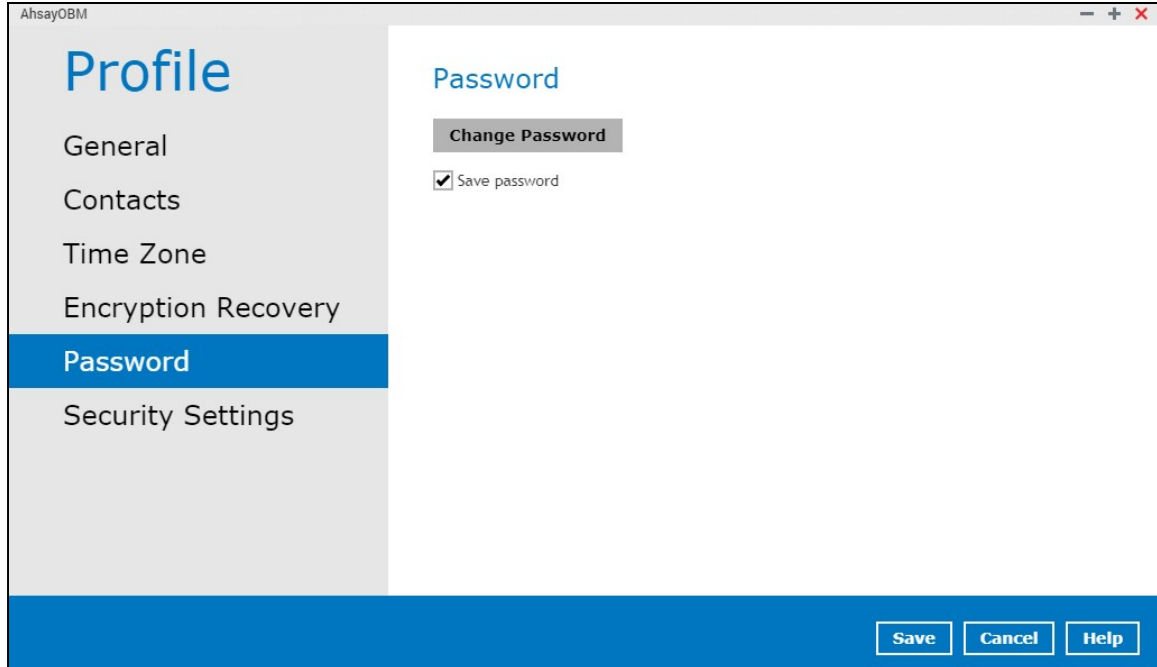 AhsayOBM
Profile
General
Contacts
Time Zone
Encryption Recovery
Password
Security Settings
Password
Change Password
Save password
Save Cancel Help